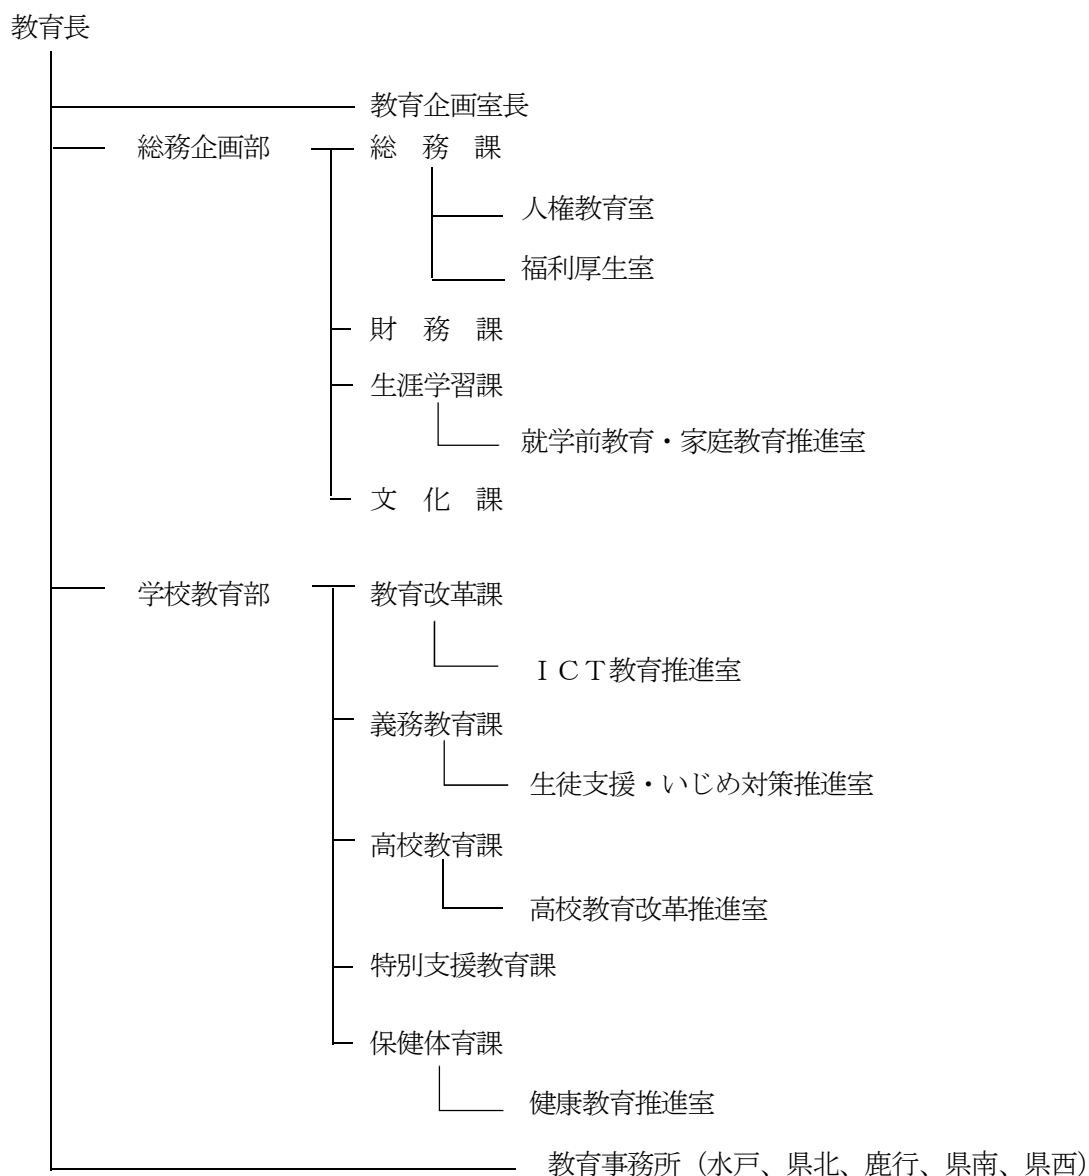 教育長
教育企画室長
総務企画部 総　務　課
人権教育室
福利厚生室
財　務　課
生涯学習課
就学前教育・家庭教育推進室
文　化　課
学校教育部 教育改革課
ＩＣＴ教育推進室
義務教育課
生徒支援・いじめ対策推進室
高校教育課
高校教育改革推進室
特別支援教育課
保健体育課
健康教育推進室
教育事務所（水戸、県北、鹿行、県南、県西）